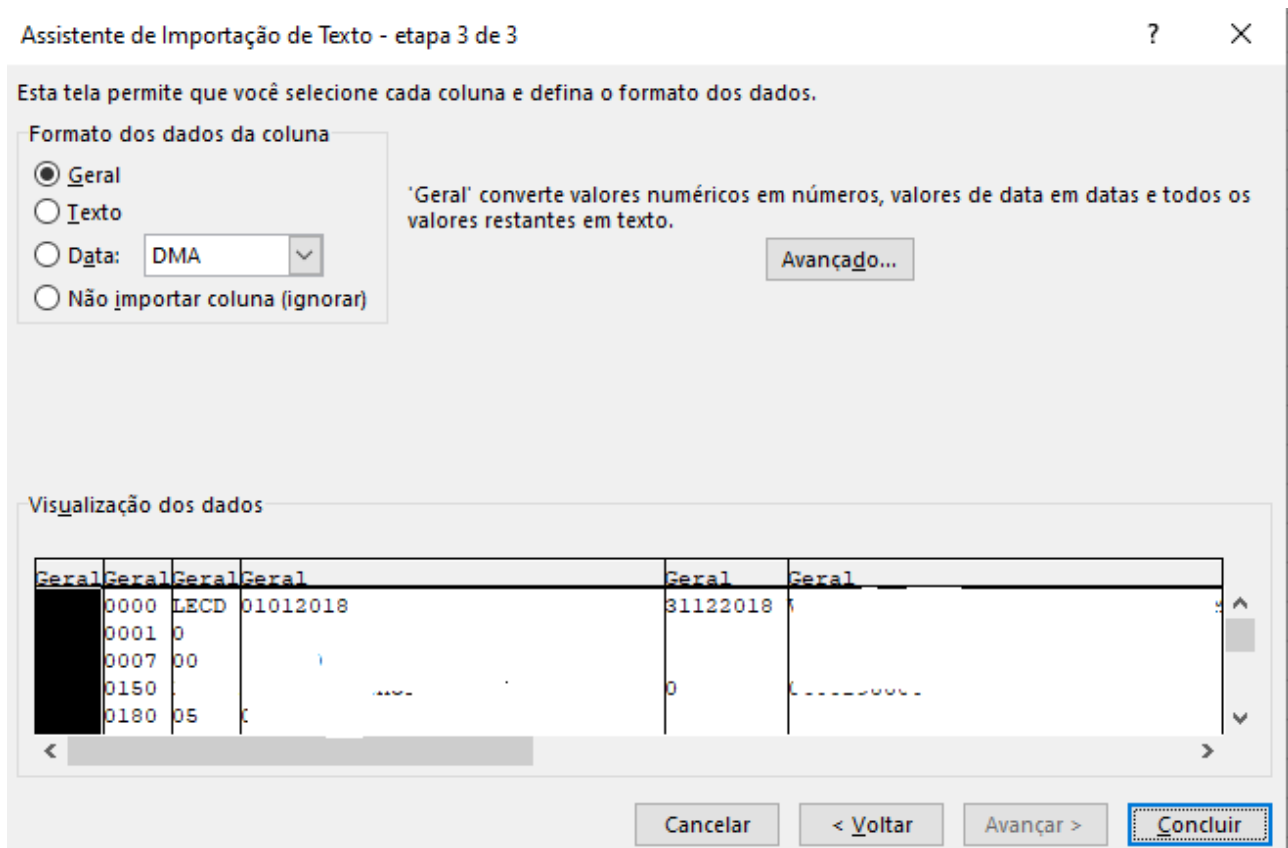 Assistente de Importação de Texto - etapa 3 de 3
?
Esta tela permite que você selecione cada coluna e defina o formato dos dados.
Formato dos dados da coluna
Geral
Texto
Data: DMA
Não importar coluna (ignorar)
'Geral' converte valores numéricos em números, valores de data em datas e todos os
valores restantes em texto.
Avançado...
Visualização dos dados
Geral Geral Geral Geral Geral Geral
0000 LECD 01012018 31122018
0001 0
0007 00
0150 0
0180 05
Cancelar < Voltar Avançar > Concluir